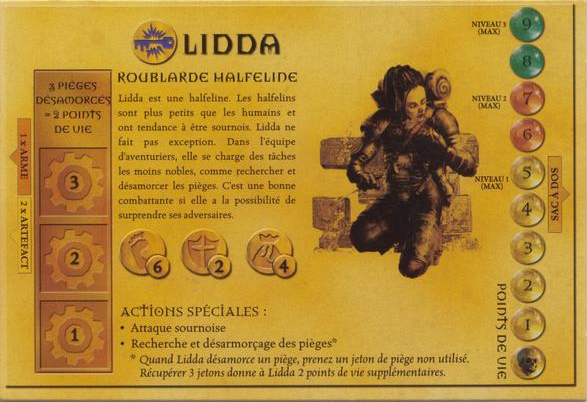 LIDDA
ROUBLARDE HALFELINE
Lidda est une halfeline. Les halfelins
sont plus petits que les humains et
ont tendance à être sournois. Lidda ne
fait pas exception. Dans l'équipe
d'aventuriers, elle se charge des tâches
les moins nobles, comme rechercher et
désamorcer les pièges. C'est une bonne
combattante si elle a la possibilité de
surprendre ses adversaires.
6 2 4
ACTIONS SPÉCIALES :
• Attaque sournoise
• Recherche et désarmorçage des pièges*
* Quand Lidda désamorce un piège, prenez un jeton de piège non utilisé.
Récupérer 3 jetons donne à Lidda 2 points de vie supplémentaires.
3 PIÈGES
DÉSAMORCÉS
= 2 POINTS
DE VIE
3
2
1
1 x ARME
2 x ARTEFACT
NIVEAU 3
(MAX)
9
8
NIVEAU 2
(MAX)
7
6
NIVEAU 1
(MAX)
5
4
3
2
1
SAC À DOS
POINTS DE VIE